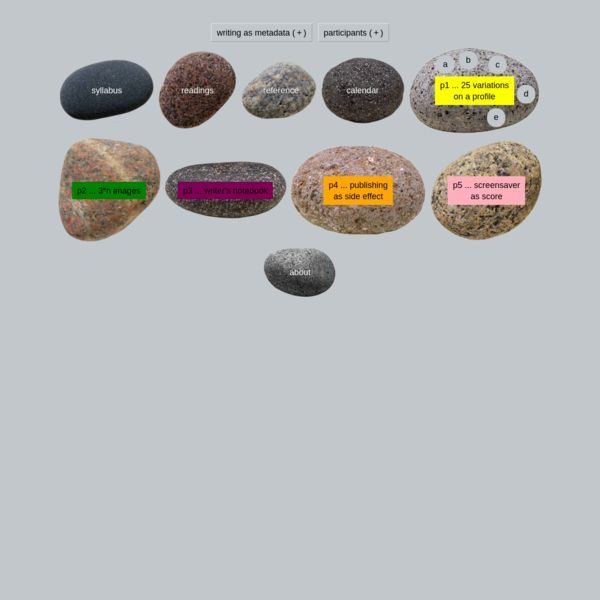 writing as metadata ( + )
participants ( + )
syllabus
readings
reference
calendar
a
b
c
d
e
p1 ... 25 variations
on a profile
p2 ... 3*n images
p3 ... writer's notebook
p4 ... publishing
as side effect
p5 ... screensaver
as score
about